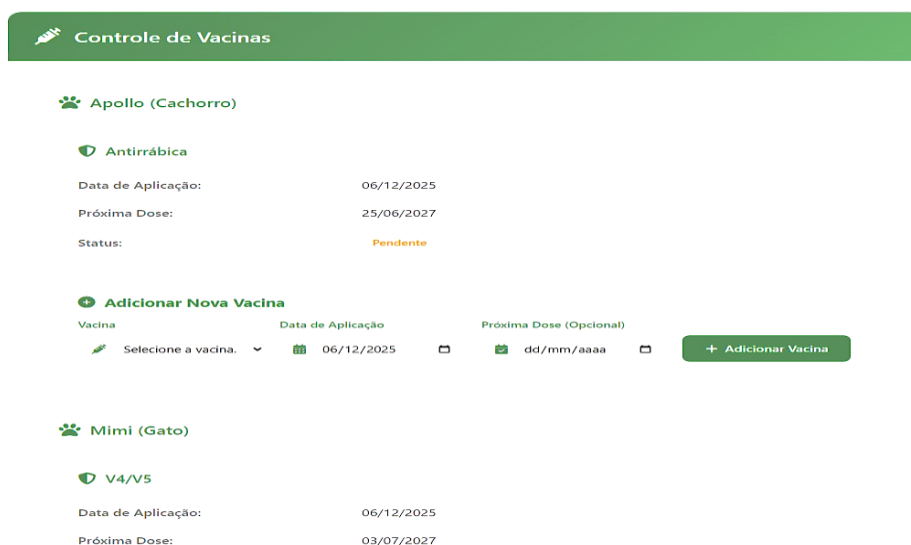 Controle de Vacinas
Apollo (Cachorro)
Antirrábica
Data de Aplicação: 06/12/2025
Próxima Dose: 25/06/2027
Status: Pendente
Adicionar Nova Vacina
Vacina Data de Aplicação Próxima Dose (Opcional)
Selecione a vacina. 06/12/2025 dd/mm/aaaa + Adicionar Vacina
Mimi (Gato)
V4/V5
Data de Aplicação: 06/12/2025
Próxima Dose: 03/07/2027